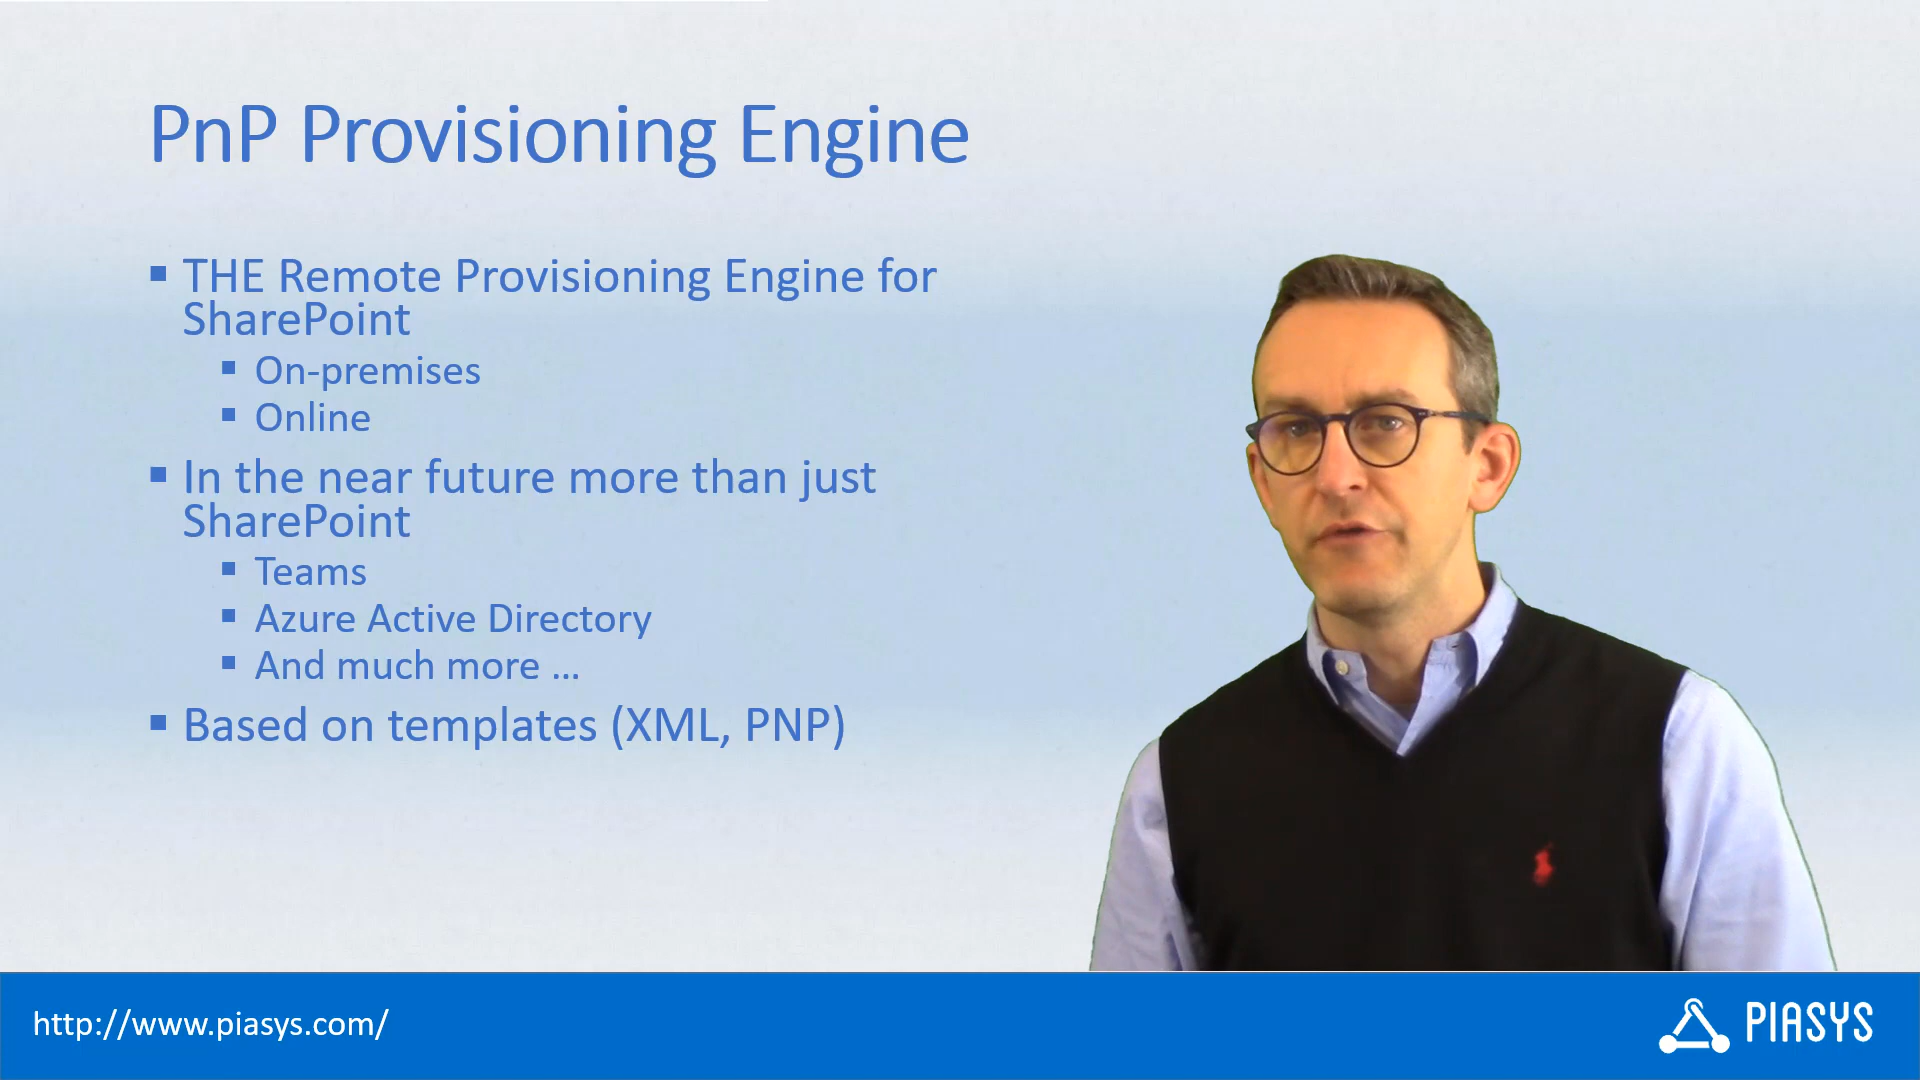 PnP Provisioning Engine
▪ THE Remote Provisioning Engine for
SharePoint
▪ On-premises
▪ Online
▪ In the near future more than just
SharePoint
▪ Teams
▪ Azure Active Directory
▪ And much more ...
▪ Based on templates (XML, PNP)
http://www.piasys.com/
PIASYS